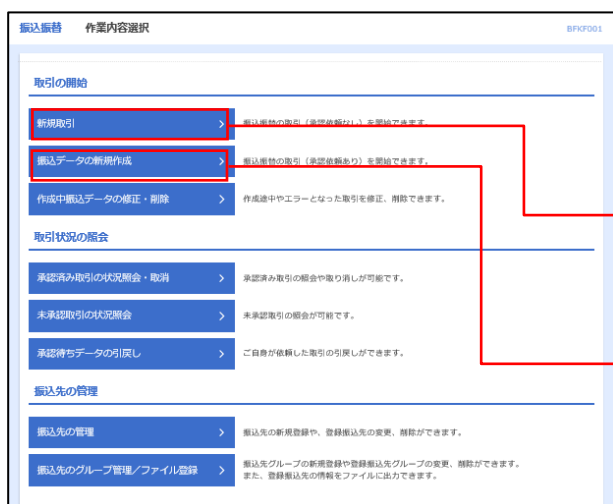 振込振替 作業内容選択 BFKF001
取引の開始
新規取引 > 振込振替の取引（承認依頼なし）を開始できます。
振込データの新規作成 > 振込振替の取引（承認依頼あり）を開始できます。
作成中振込データの修正・削除 > 作成途中やエラーとなった取引を修正、削除できます。
取引状況の照会
承認済み取引の状況照会・取消 > 承認済み取引の照会や取り消しが可能です。
未承認取引の状況照会 > 未承認取引の照会が可能です。
承認待ちデータの引戻し > ご自身が依頼した取引の引戻しができます。
振込先の管理
振込先の管理 > 振込先の新規登録や、登録振込先の変更、削除ができます。
振込先のグループ管理／ファイル登録 > 振込先グループの新規登録や登録振込先グループの変更、削除ができます。
また、登録振込先の情報をファイルに出力できます。